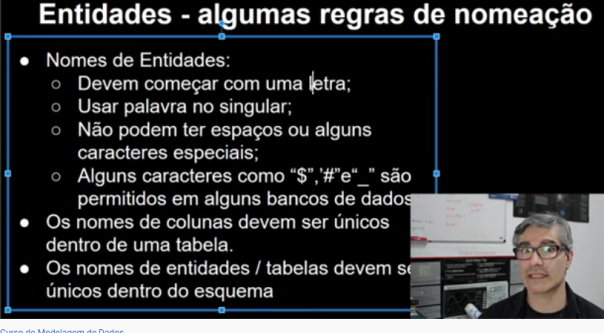 Entidades - algumas regras de nomeação
● Nomes de Entidades:
○ Devem começar com uma letra;
○ Usar palavra no singular;
○ Não podem ter espaços ou alguns
caracteres especiais;
○ Alguns caracteres como “$”,’#”e“_” são
permitidos em alguns bancos de dados
● Os nomes de colunas devem ser únicos
dentro de uma tabela.
● Os nomes de entidades / tabelas devem se
únicos dentro do esquema
Curso de Modelagem de Dados